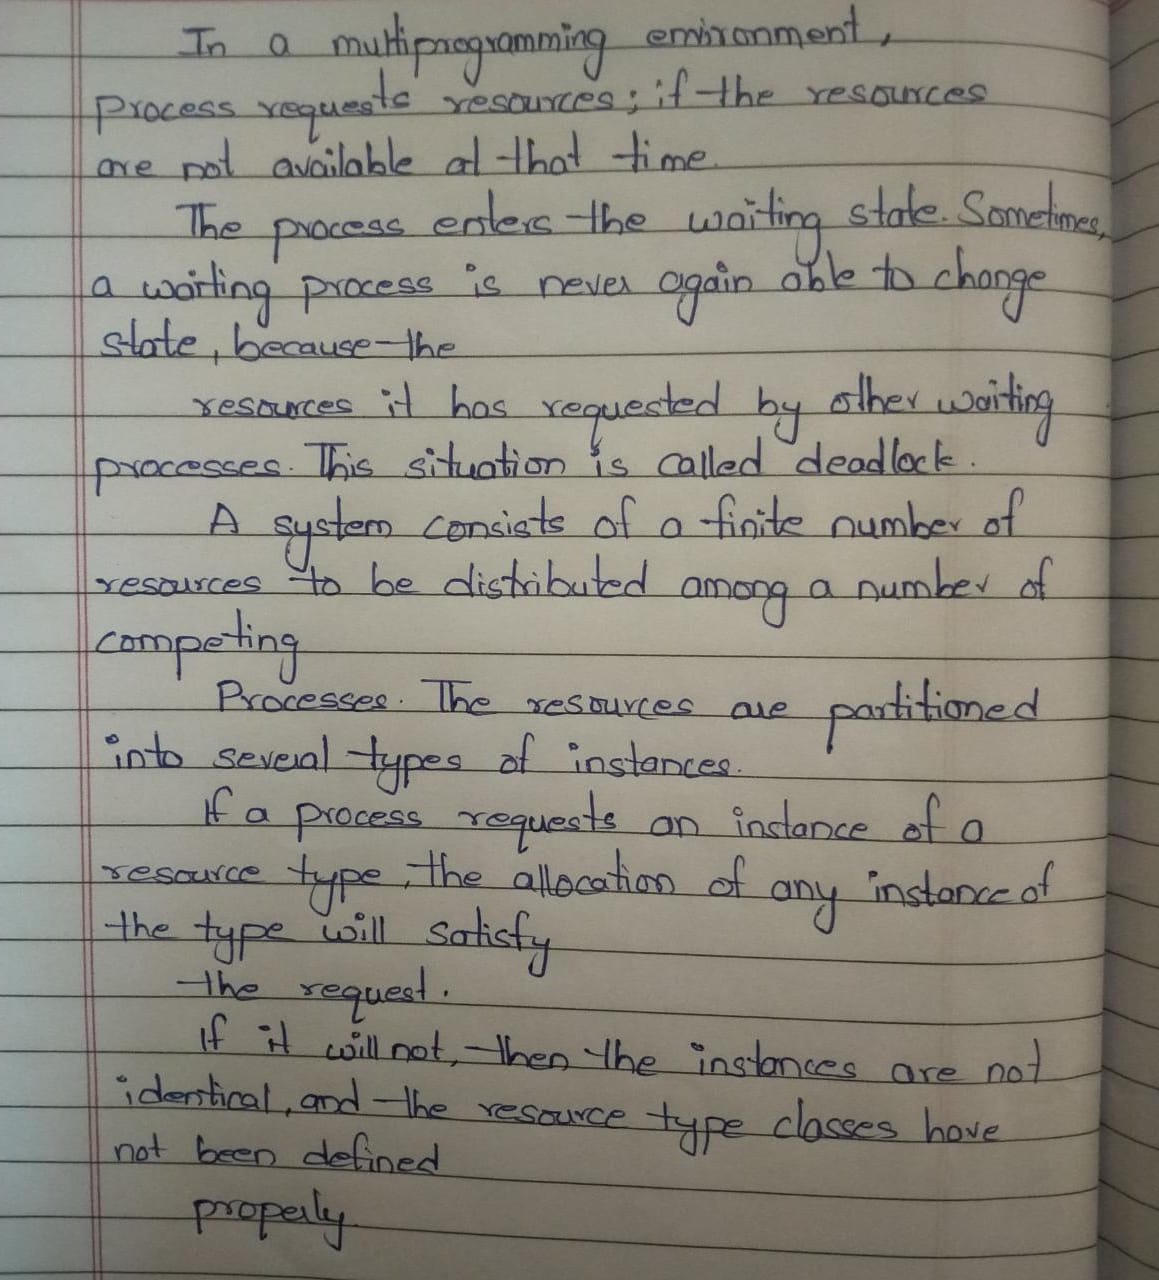 In a multiprogramming environment,
process requests resources; if the resources
are not available at that time.
The process enters the waiting state. Sometimes,
a waiting process is never again able to change
state, because the
resources it has requested by other waiting
processes. This situation is called deadlock.
A system consists of a finite number of
resources to be distributed among a number of
competing
Processes. The resources are partitioned
into several types of instances.
If a process requests an instance of a
resource type, the allocation of any instance of
the type will satisfy
the request.
If it will not, then the instances are not
identical, and the resource type classes have
not been defined
properly